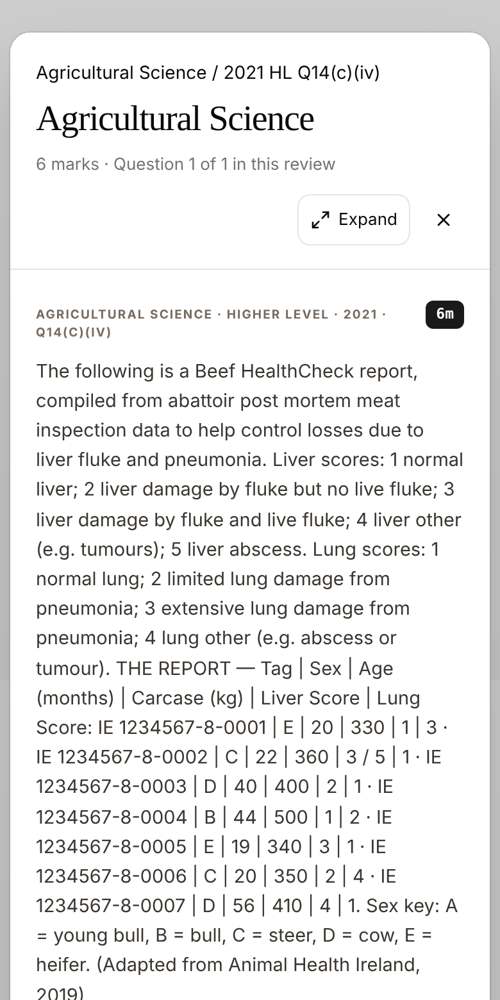 Agricultural Science / 2021 HL Q14(c)(iv)
Agricultural Science
6 marks · Question 1 of 1 in this review
Expand ×
AGRICULTURAL SCIENCE · HIGHER LEVEL · 2021 ·
Q14(C)(IV)
6m
The following is a Beef HealthCheck report,
compiled from abattoir post mortem meat
inspection data to help control losses due to
liver fluke and pneumonia. Liver scores: 1 normal
liver; 2 liver damage by fluke but no live fluke; 3
liver damage by fluke and live fluke; 4 liver other
(e.g. tumours); 5 liver abscess. Lung scores: 1
normal lung; 2 limited lung damage from
pneumonia; 3 extensive lung damage from
pneumonia; 4 lung other (e.g. abscess or
tumour). THE REPORT — Tag | Sex | Age
(months) | Carcase (kg) | Liver Score | Lung
Score: IE 1234567-8-0001 | E | 20 | 330 | 1 | 3 ·
IE 1234567-8-0002 | C | 22 | 360 | 3 / 5 | 1 · IE
1234567-8-0003 | D | 40 | 400 | 2 | 1 · IE
1234567-8-0004 | B | 44 | 500 | 1 | 2 · IE
1234567-8-0005 | E | 19 | 340 | 3 | 1 · IE
1234567-8-0006 | C | 20 | 350 | 2 | 4 · IE
1234567-8-0007 | D | 56 | 410 | 4 | 1. Sex key: A
= young bull, B = bull, C = steer, D = cow, E =
heifer. (Adapted from Animal Health Ireland,
2019)